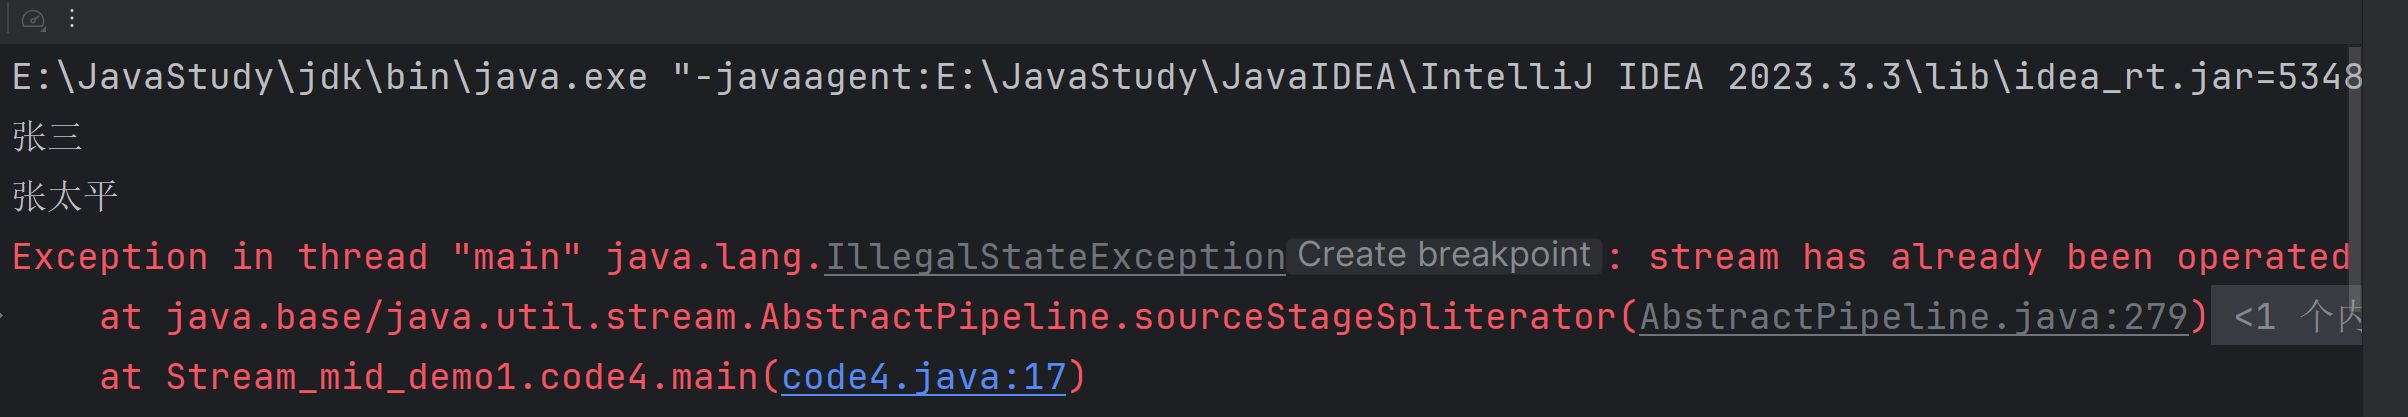 E:\JavaStudy\jdk\bin\java.exe "-javaagent:E:\JavaStudy\JavaIDEA\IntelliJ IDEA 2023.3.3\lib\idea_rt.jar=5348
张三
张太平
Exception in thread "main" java.lang.IllegalStateException Create breakpoint : stream has already been operated
at java.base/java.util.stream.AbstractPipeline.sourceStageSpliterator(AbstractPipeline.java:279) <1 个内
at Stream_mid_demo1.code4.main(code4.java:17)